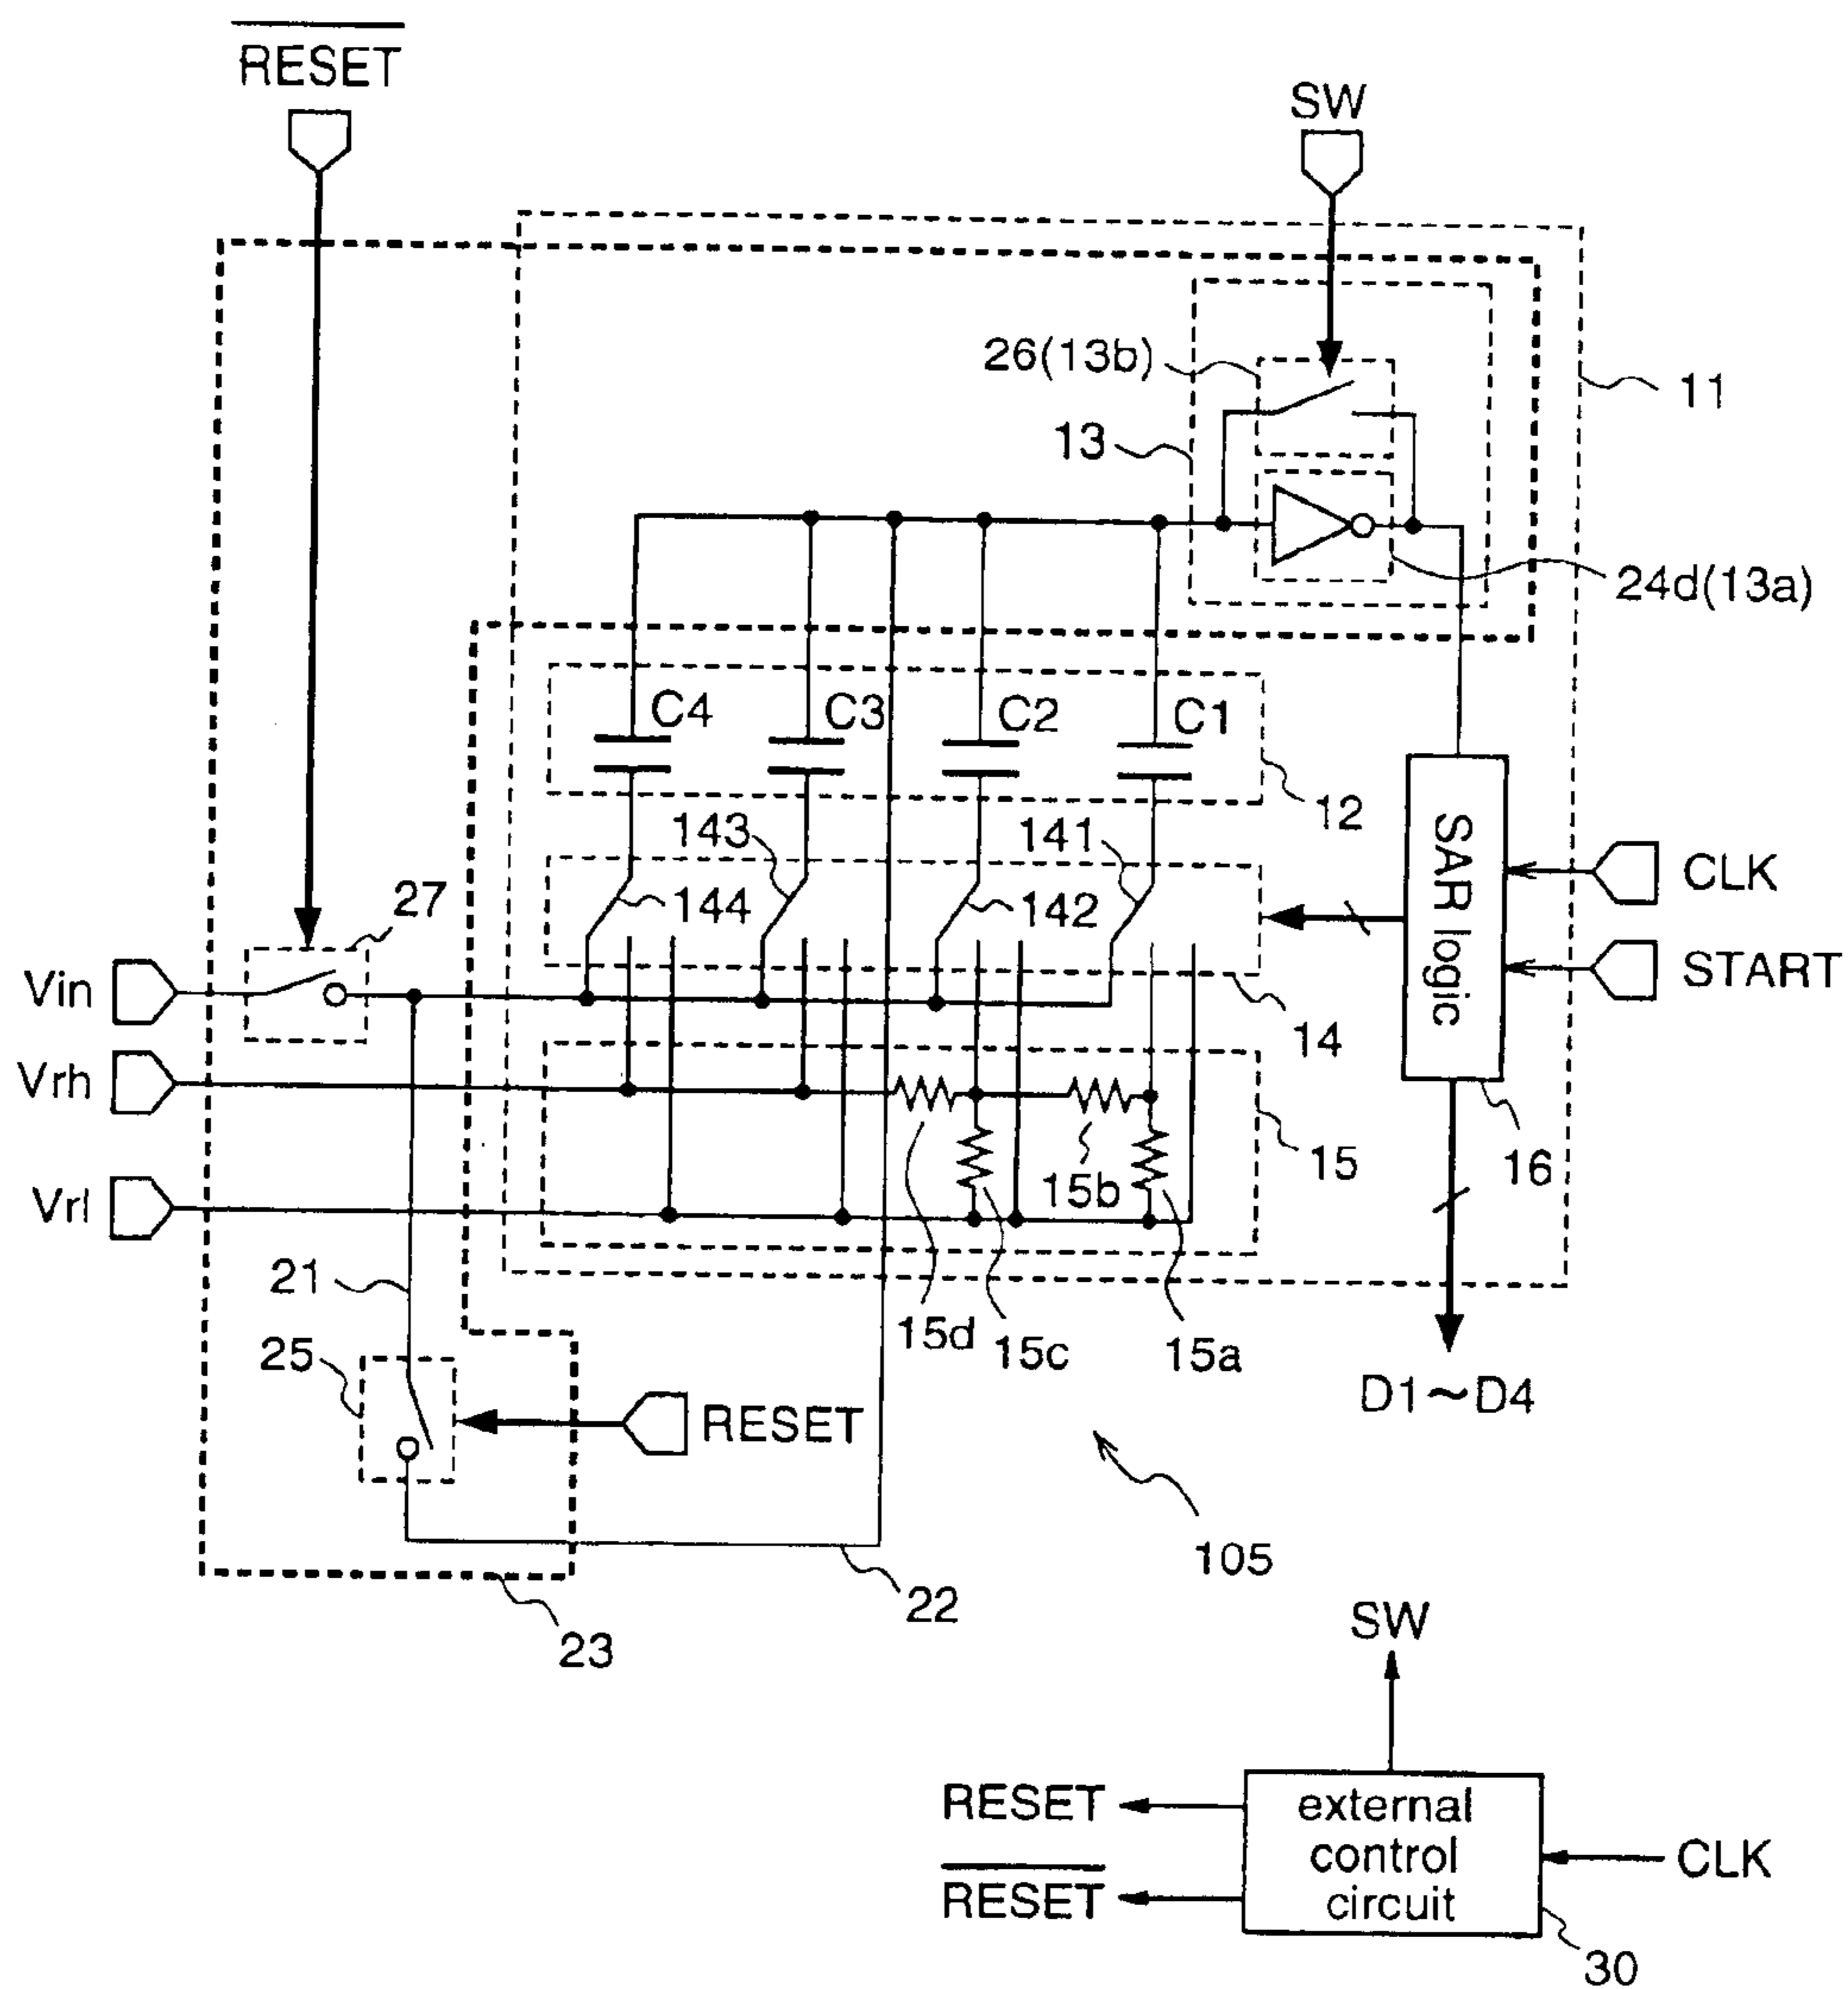 R̅E̅S̅E̅T̅
SW
26(13b)
11
13
24d(13a)
C4
C3
C2
C1
12
143
141
144
142
SAR logic
CLK
START
27
Vin
14
Vrh
15
16
15b
Vrl
21
15d
15c
15a
25
RESET
D1~D4
105
22
23
SW
RESET
R̅E̅S̅E̅T̅
external
control
circuit
CLK
30